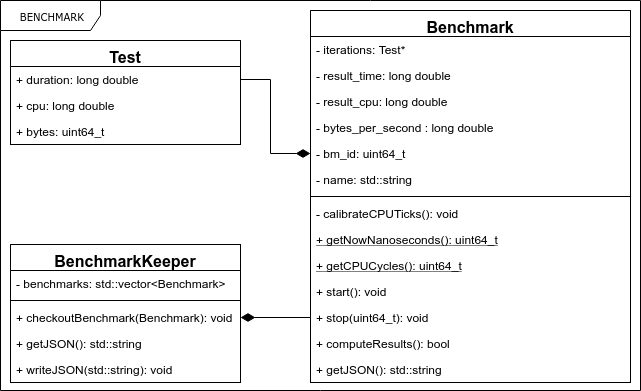 BENCHMARK
Test
+ duration: long double
+ cpu: long double
+ bytes: uint64_t
Benchmark
- iterations: Test*
- result_time: long double
- result_cpu: long double
- bytes_per_second : long double
- bm_id: uint64_t
- name: std::string
- calibrateCPUTicks(): void
+ getNowNanoseconds(): uint64_t
+ getCPUCycles(): uint64_t
+ start(): void
+ stop(uint64_t): void
+ computeResults(): bool
+ getJSON(): std::string
BenchmarkKeeper
- benchmarks: std::vector<Benchmark>
+ checkoutBenchmark(Benchmark): void
+ getJSON(): std::string
+ writeJSON(std::string): void